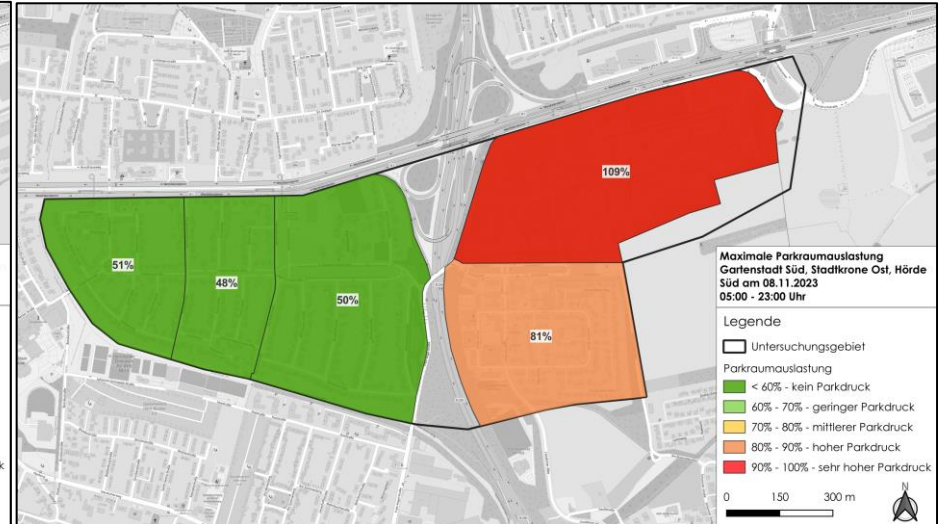 109%
51%
48%
50%
81%
Maximale Parkraumauslastung
Gartenstadt Süd, Stadtkrone Ost, Hörde
Süd am 08.11.2023
05:00 - 23:00 Uhr
Legende
Untersuchungsgebiet
Parkraumauslastung
< 60% - kein Parkdruck
60% - 70% - geringer Parkdruck
70% - 80% - mittlerer Parkdruck
80% - 90% - hoher Parkdruck
90% - 100% - sehr hoher Parkdruck
0 150 300 m
N
k